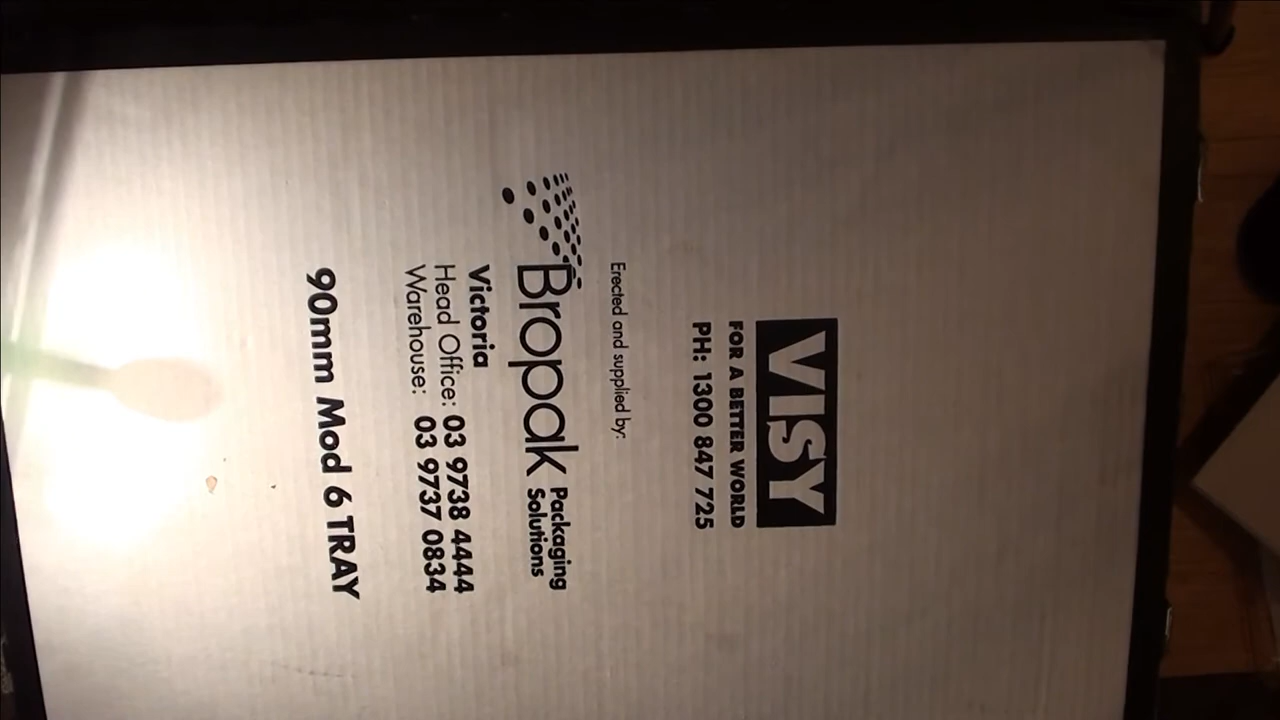 VISY
FOR A BETTER WORLD
PH: 1300 847 725
Erected and supplied by:
Bropak Packaging Solutions
Victoria
Head Office: 03 9738 4444
Warehouse: 03 9737 0834
90mm Mod 6 TRAY